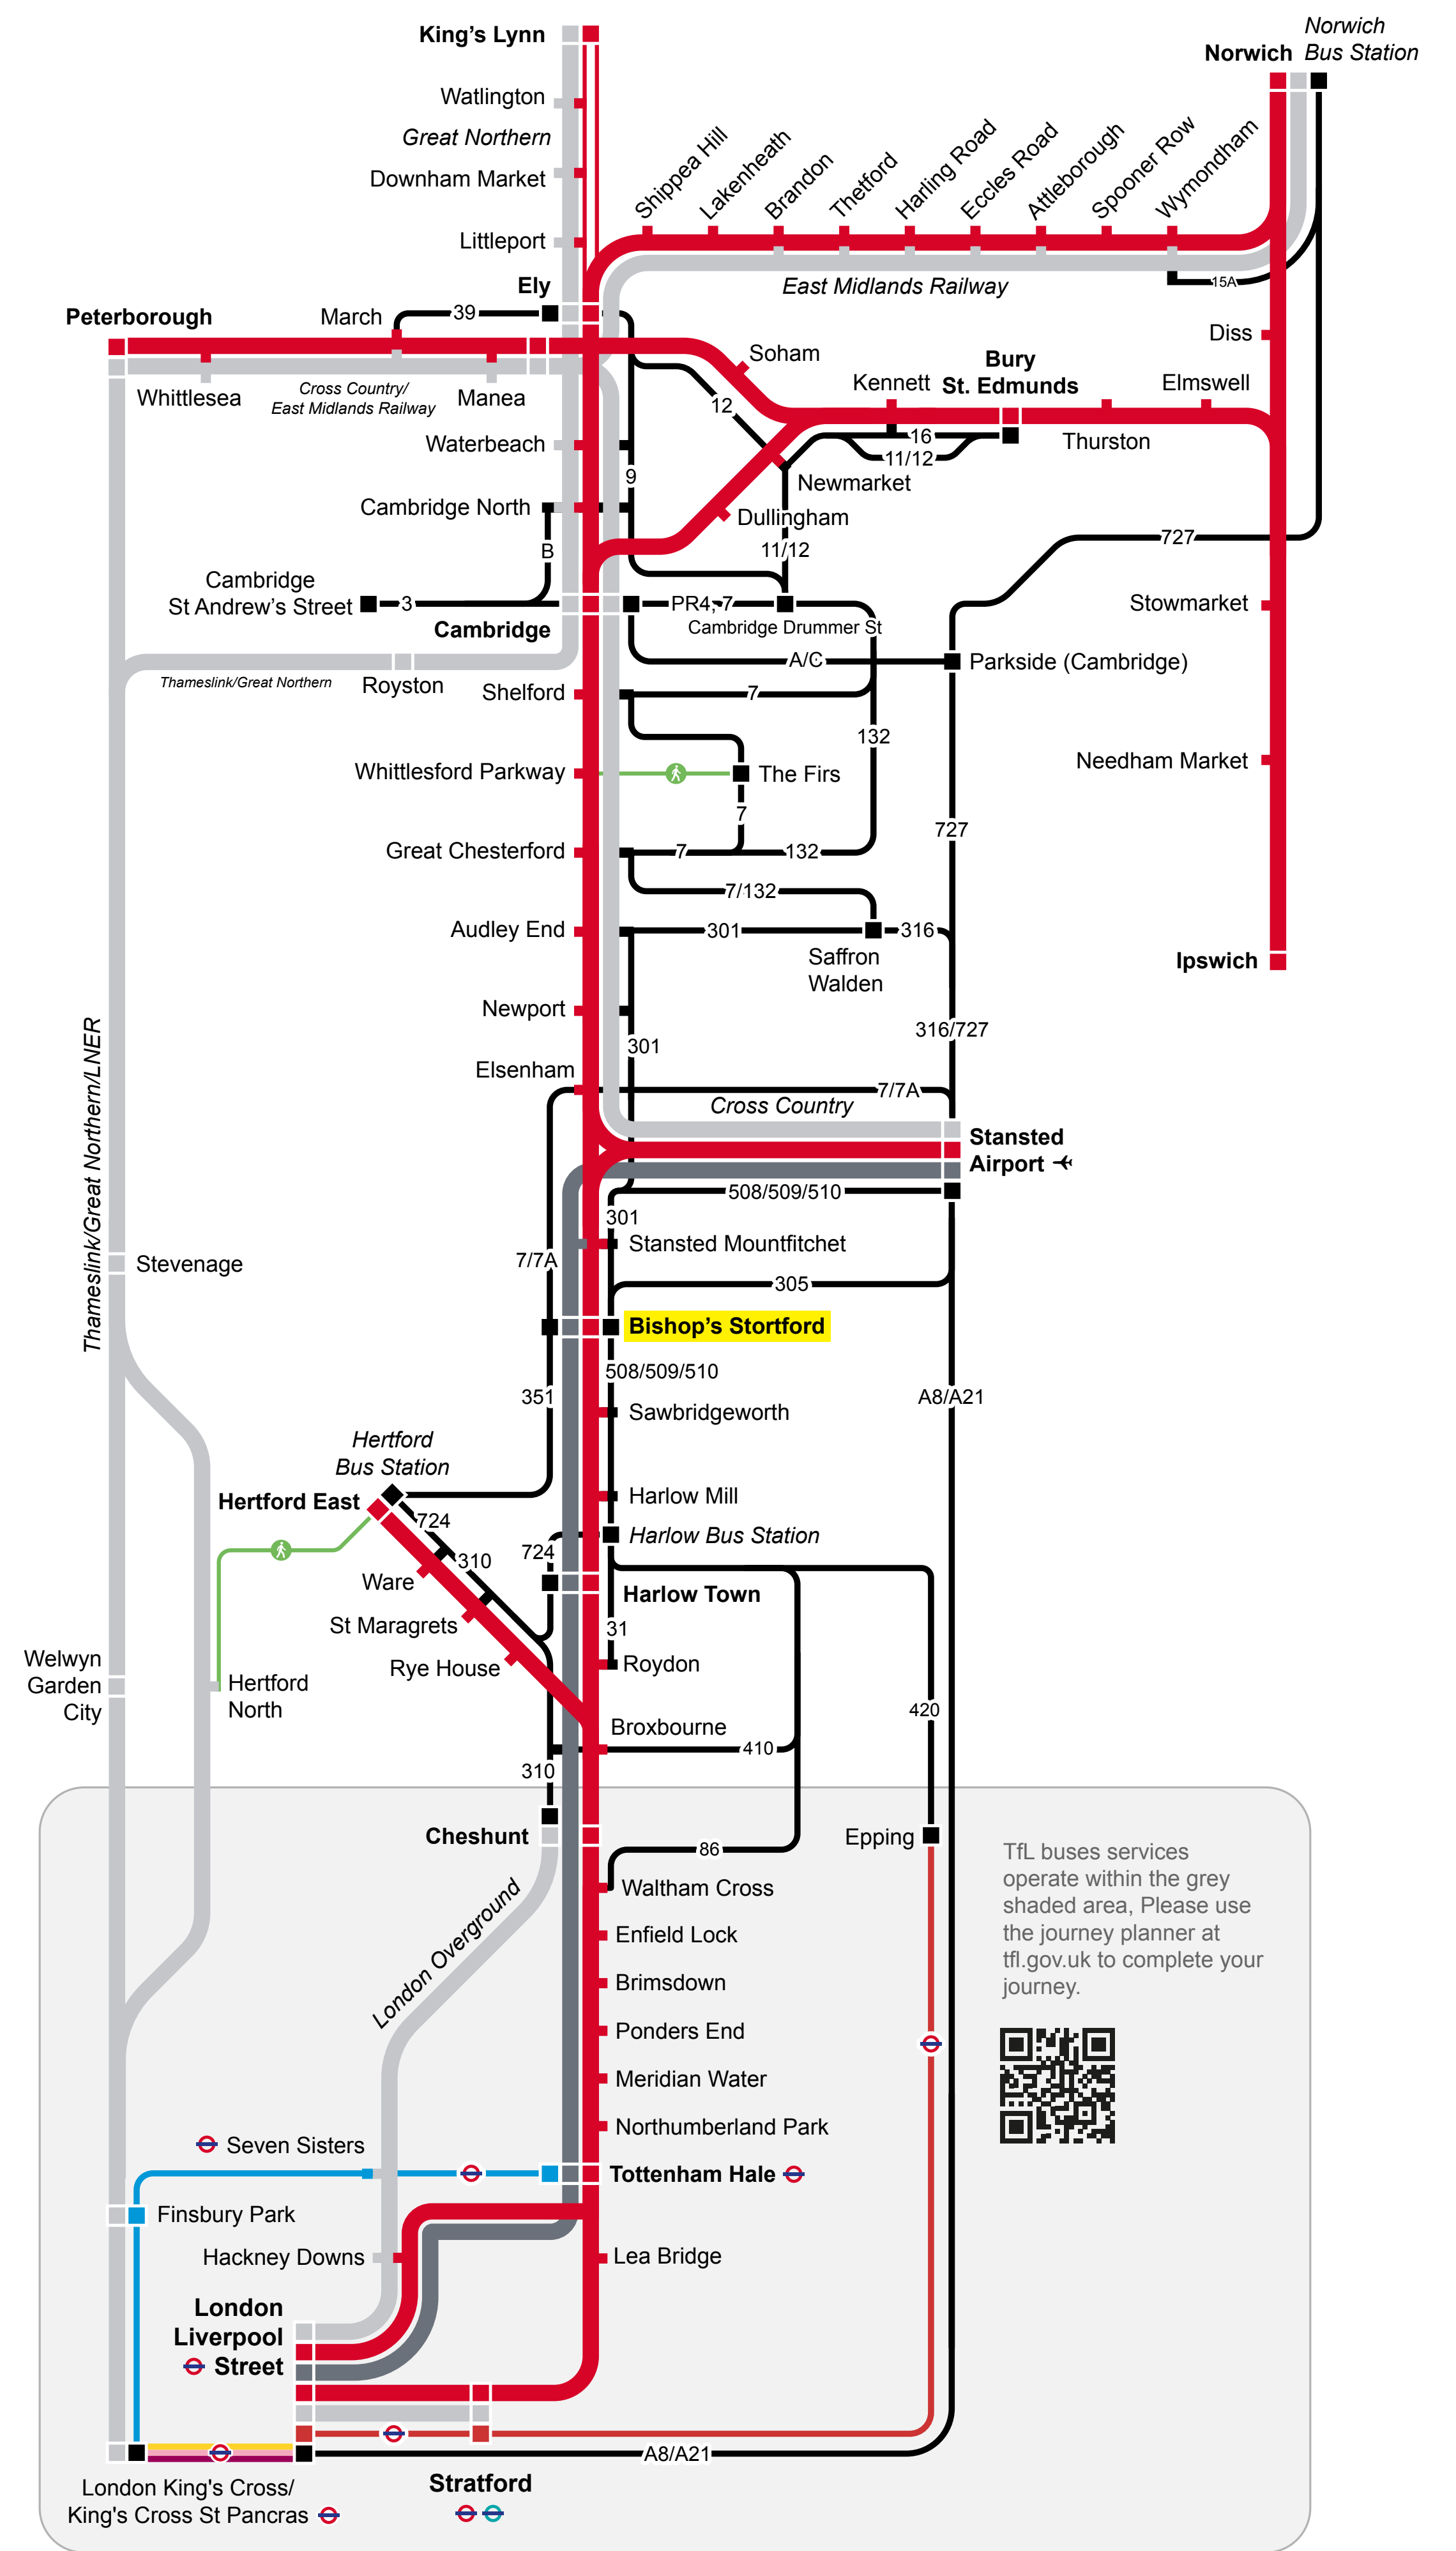 King's Lynn
Norwich
Norwich
Bus Station
Watlington
Great Northern
Downham Market
Littleport
Shippea Hill
Lakenheath
Brandon
Thetford
Harling Road
Eccles Road
Attleborough
Spooner Row
Wymondham
East Midlands Railway
15A
Ely
Peterborough
March
39
Diss
Soham
Bury
St. Edmunds
Kennett
Elmswell
Whittlesea
Cross Country/
East Midlands Railway
Manea
12
Waterbeach
16
Thurston
11/12
9
Newmarket
Cambridge North
Dullingham
B
11/12
727
Cambridge
St Andrew's Street
3
PR4, 7
Stowmarket
Cambridge
Cambridge Drummer St
A/C
Parkside (Cambridge)
Thameslink/Great Northern
Royston
Shelford
7
132
Whittlesford Parkway
The Firs
Needham Market
7
727
Great Chesterford
7
132
7/132
Audley End
301
316
Saffron
Walden
Ipswich
Newport
316/727
301
Elsenham
7/7A
Cross Country
Stansted
Airport
Thameslink/Great Northern/LNER
508/509/510
301
Stansted Mountfitchet
7/7A
Stevenage
305
Bishop's Stortford
508/509/510
351
A8/A21
Sawbridgeworth
Hertford
Bus Station
Hertford East
Harlow Mill
724
Harlow Bus Station
724
310
Ware
Harlow Town
St Maragrets
31
Rye House
Roydon
Welwyn
Garden
City
Hertford
North
420
Broxbourne
410
310
Cheshunt
Epping
86
TfL buses services
operate within the grey
shaded area, Please use
the journey planner at
tfl.gov.uk to complete your
journey.
Waltham Cross
London Overground
Enfield Lock
Brimsdown
Ponders End
Meridian Water
Northumberland Park
Seven Sisters
Tottenham Hale
Finsbury Park
Hackney Downs
Lea Bridge
London
Liverpool
Street
A8/A21
London King's Cross/
King's Cross St Pancras
Stratford